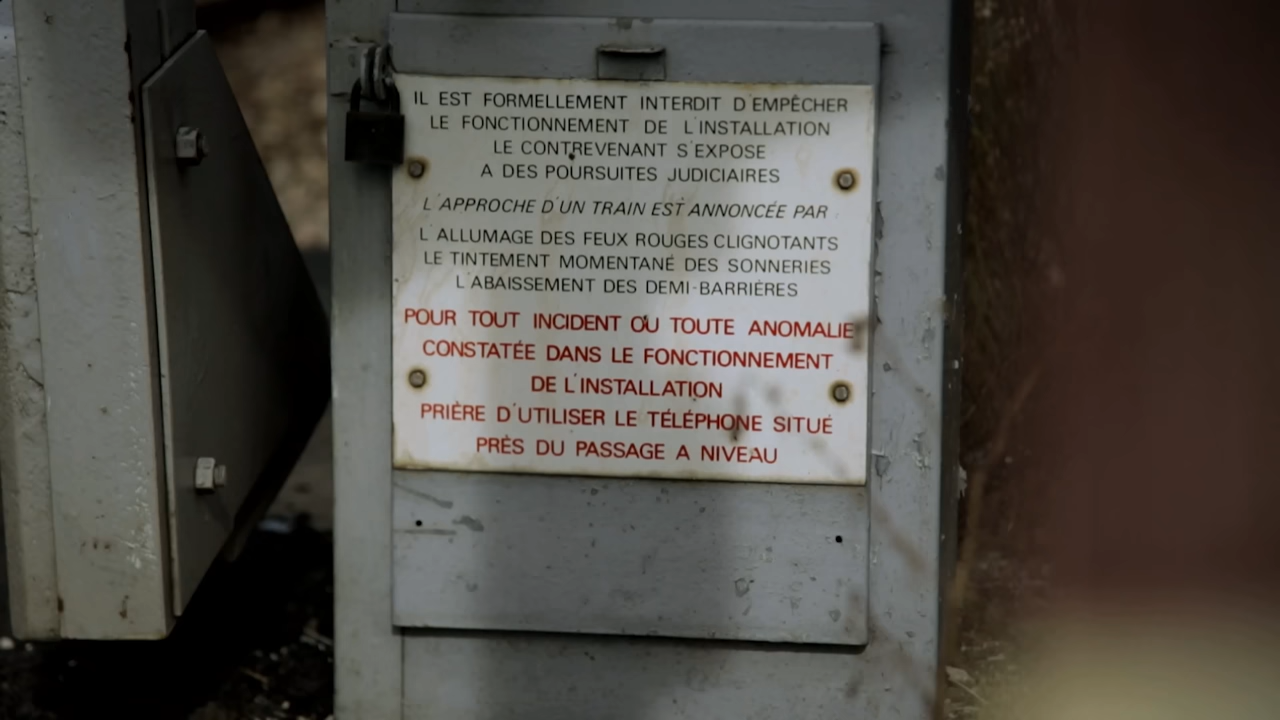 IL EST FORMELLEMENT INTERDIT D'EMPÊCHER
LE FONCTIONNEMENT DE L'INSTALLATION
LE CONTREVENANT S'EXPOSE
A DES POURSUITES JUDICIAIRES
L'APPROCHE D'UN TRAIN EST ANNONCÉE PAR
L'ALLUMAGE DES FEUX ROUGES CLIGNOTANTS
LE TINTEMENT MOMENTANÉ DES SONNERIES
L'ABAISSEMENT DES DEMI-BARRIÈRES
POUR TOUT INCIDENT OU TOUTE ANOMALIE
CONSTATÉE DANS LE FONCTIONNEMENT
DE L'INSTALLATION
PRIÈRE D'UTILISER LE TÉLÉPHONE SITUÉ
PRÈS DU PASSAGE A NIVEAU